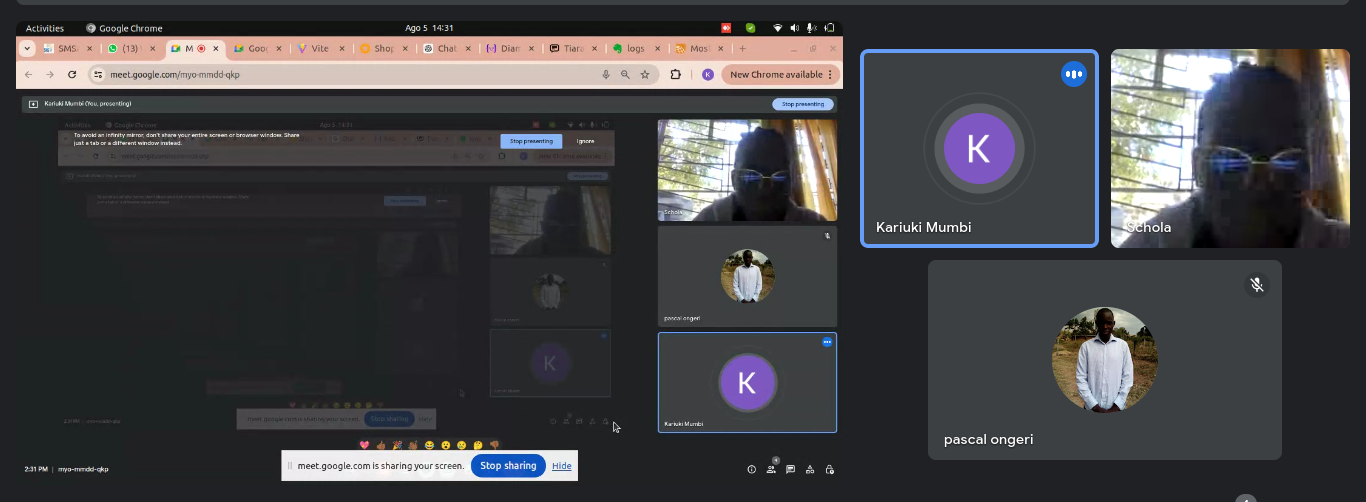 Activities
Google Chrome
Ago 5 14:31
SMS
(13)
M
Goo
Vite
Shop
Chat
Diam
Tiara
logs
Mosl
meet.google.com/myo-mmdd-qkp
New Chrome available
Kariuki Mumbi (You, presenting)
Stop presenting
To avoid an infinity mirror, don't share your entire screen or browser window. Share
just a tab or a different window instead.
Stop presenting
Ignore
Schola
pascal ongeri
Kariuki Mumbi
2:31 PM | myo-mmdd-qkp
meet.google.com is sharing your screen.
Stop sharing
Hide
4
K
Kariuki Mumbi
Schola
pascal ongeri